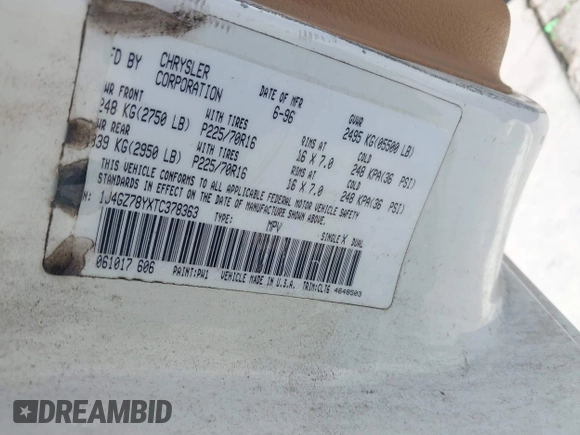 FD BY CHRYSLER CORPORATION DATE OF MFR 6-96 GVWR 2495 KG(05500 LB)
WR FRONT WITH TIRES RIMS AT COLD
248 KG(2750 LB) P225/70R16 16 X 7.0 248 KPA(36 PSI)
WR REAR WITH TIRES RIMS AT COLD
339 KG(2950 LB) P225/70R16 16 X 7.0 248 KPA(36 PSI)
THIS VEHICLE CONFORMS TO ALL APPLICABLE FEDERAL MOTOR VEHICLE SAFETY
STANDARDS IN EFFECT ON THE DATE OF MANUFACTURE SHOWN ABOVE.
1J4GZ78YXTC378363 TYPE: MPV SINGLE X DUAL
061017 606 PAINT:PW1 VEHICLE MADE IN U.S.A. TRIM:CLT6 4648503
DREAMBID